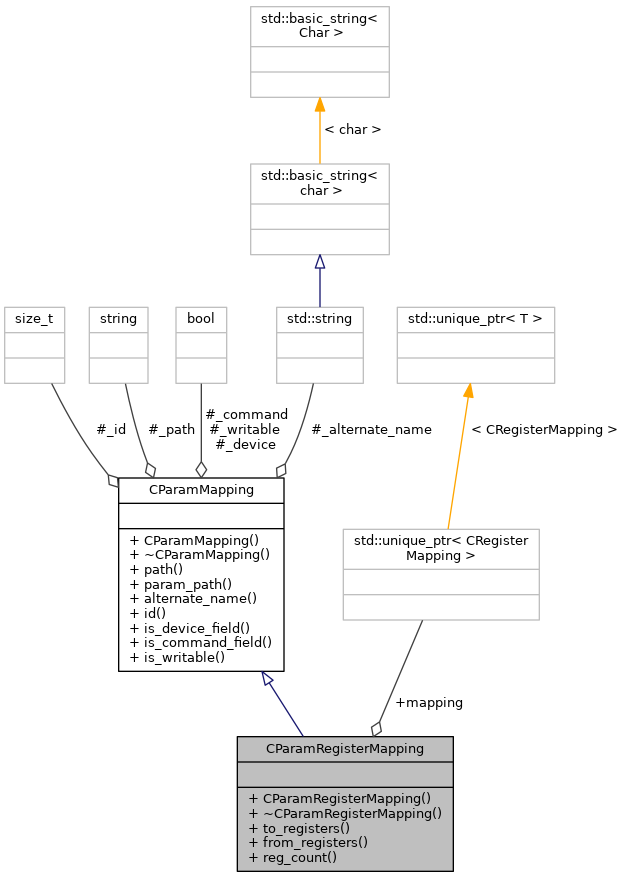 std::basic_string<
Char >
< char >
std::basic_string<
char >
size_t
string
bool
std::string
std::unique_ptr< T >
#_id
#_path
#_command
#_writable
#_device
#_alternate_name
< CRegisterMapping >
CParamMapping
+ CParamMapping()
+ ~CParamMapping()
+ path()
+ param_path()
+ alternate_name()
+ id()
+ is_device_field()
+ is_command_field()
+ is_writable()
std::unique_ptr< CRegister
Mapping >
+mapping
CParamRegisterMapping
+ CParamRegisterMapping()
+ ~CParamRegisterMapping()
+ to_registers()
+ from_registers()
+ reg_count()